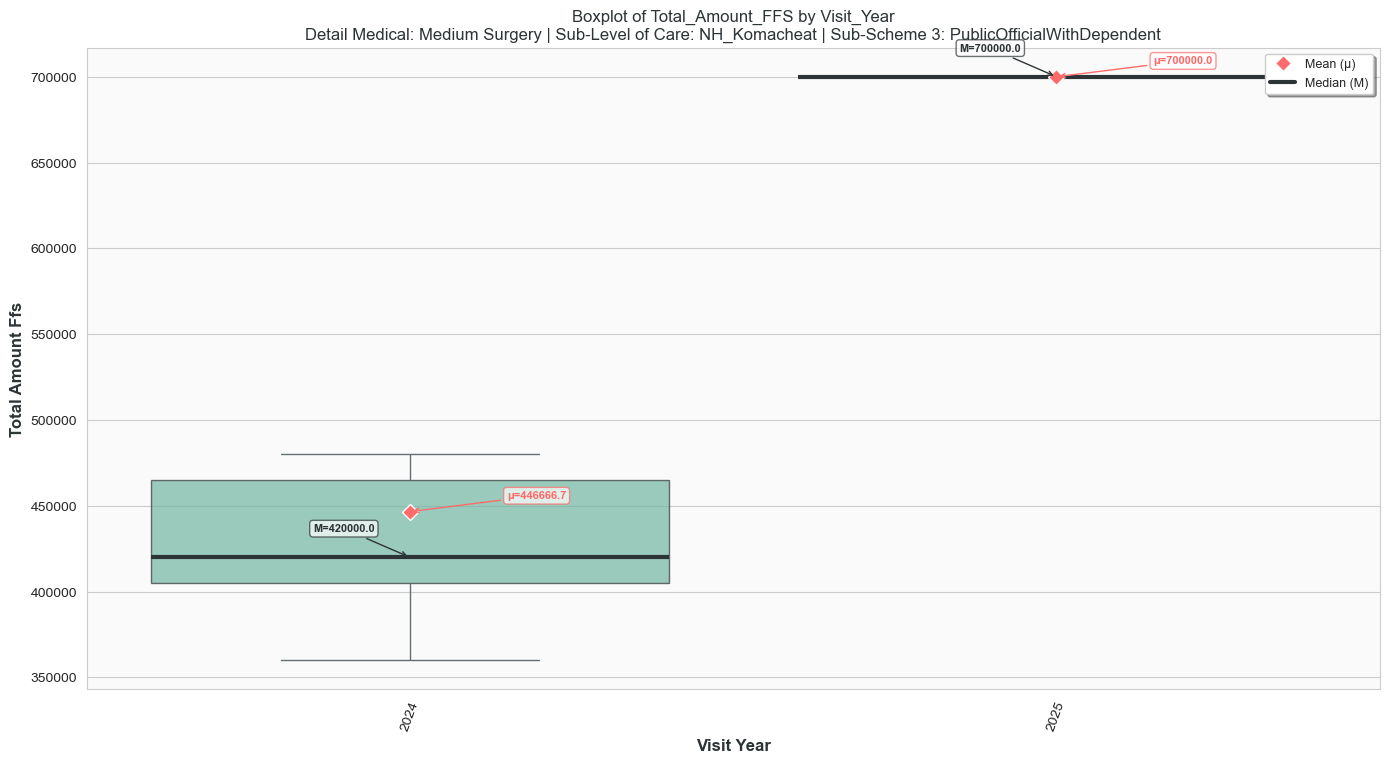 Boxplot of Total_Amount_FFS by Visit_Year
Detail Medical: Medium Surgery | Sub-Level of Care: NH_Komacheat | Sub-Scheme 3: PublicOfficialWithDependent
M=700000.0
μ=700000.0
Mean (μ)
Median (M)
700000
650000
600000
550000
500000
450000
400000
350000
Total Amount Ffs
μ=446666.7
M=420000.0
2024
2025
Visit Year